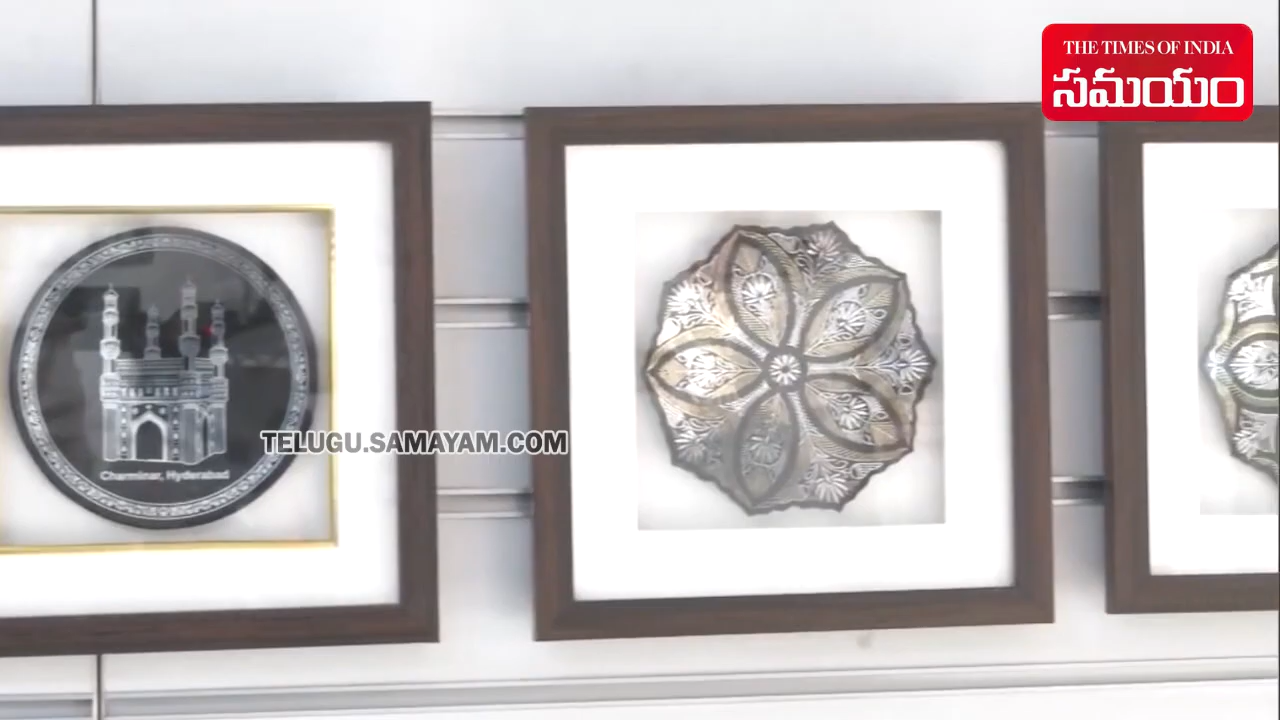 THE TIMES OF INDIA
సమయం
TELUGU.SAMAYAM.COM
Charminar, Hyderabad